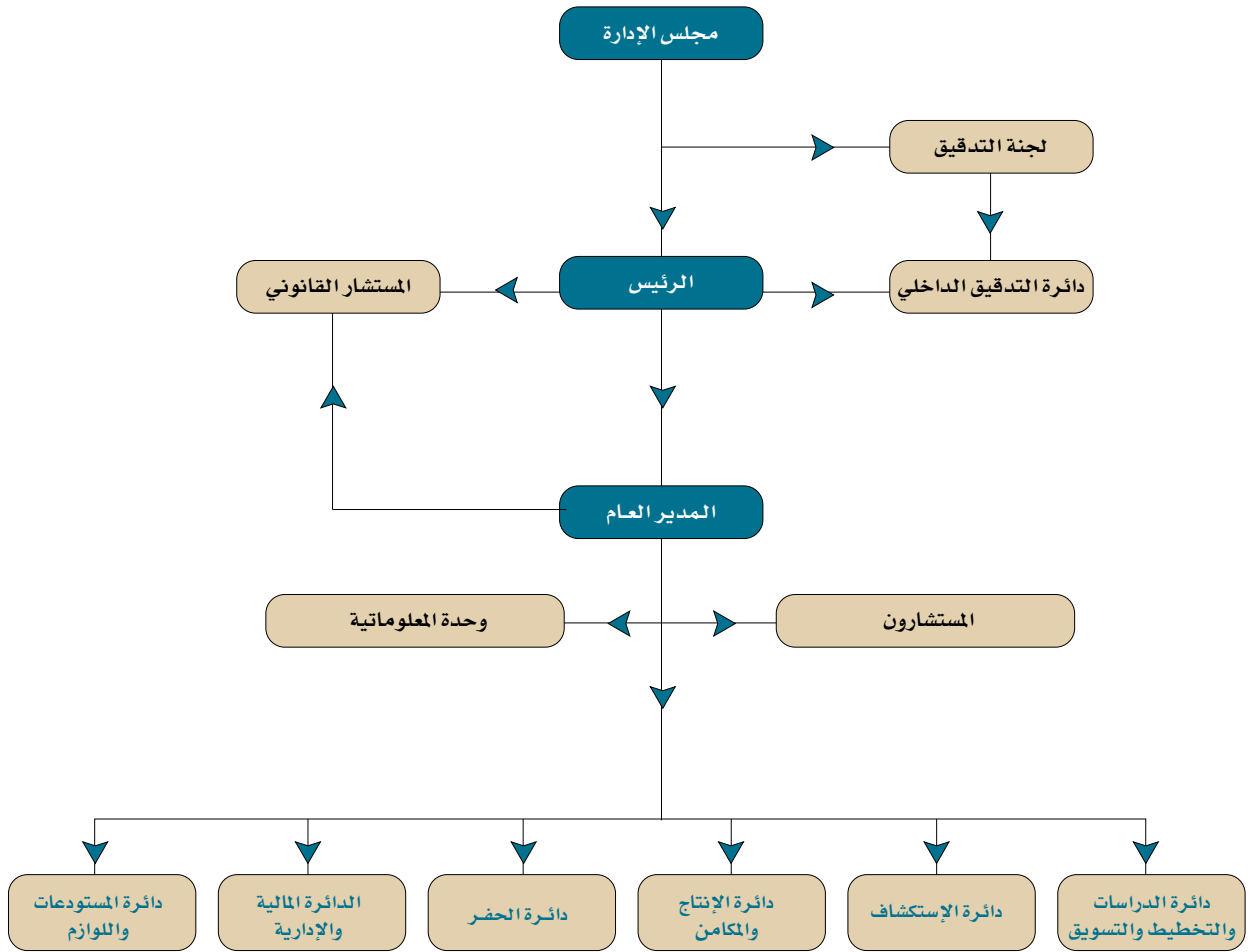 مجلس الإدارة
لجنة التدقيق
دائرة التدقيق الداخلي
الرئيس
المستشار القانوني
المدير العام
المستشارون
وحدة المعلوماتية
دائرة الدراسات
والتخطيط والتسويق
دائرة الإستكشاف
دائرة الإنتاج
والمكامن
دائرة الحفر
الدائرة المالية
والإدارية
دائرة المستودعات
واللوازم